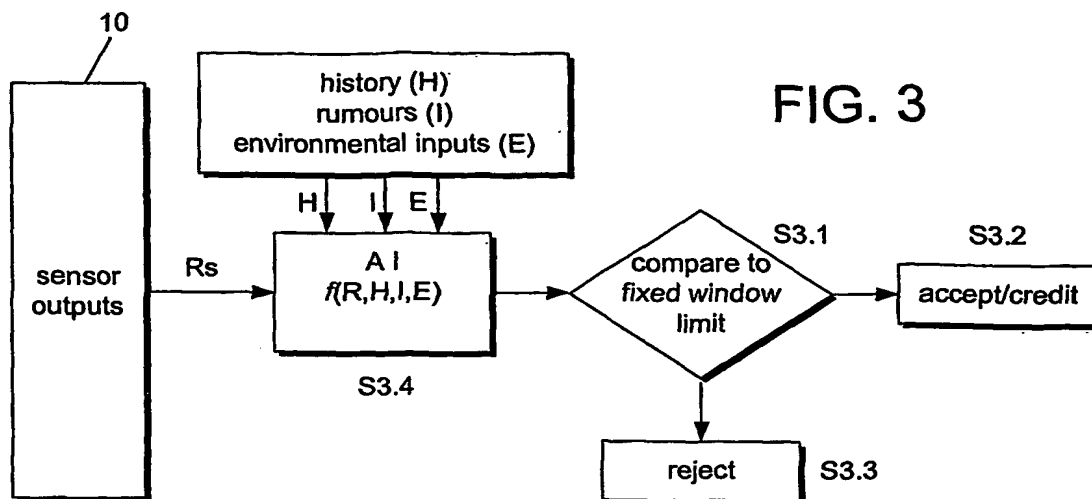 10
history (H)
rumours (I)
environmental inputs (E)
FIG. 3
H I E
sensor
outputs
Rs
A I
f(R,H,I,E)
S3.4
compare to
fixed window
limit
S3.1
S3.2
accept/credit
reject
S3.3